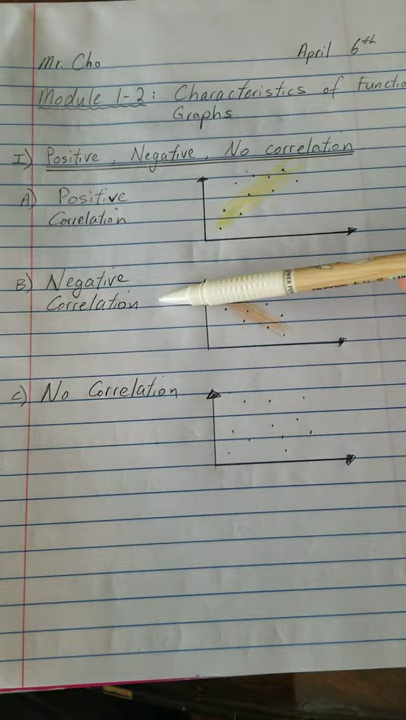 Mr. Cho
April 6th
Module 1-2: Characteristics of Functio
Graphs
I) Positive, Negative, No correlation
A) Positive
Correlation
B) Negative
Correlation
C) No Correlation